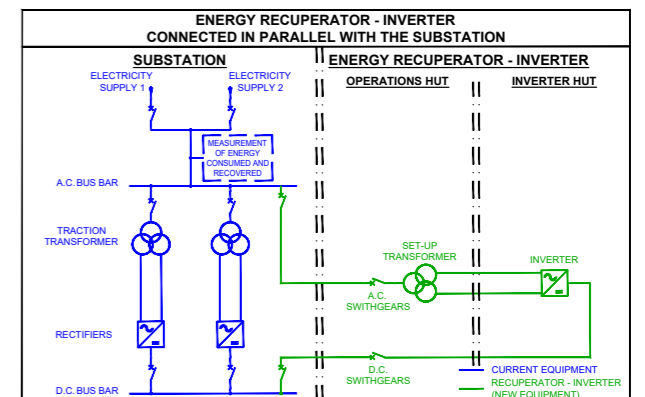 ENERGY RECUPERATOR - INVERTER
CONNECTED IN PARALLEL WITH THE SUBSTATION
SUBSTATION
ENERGY RECUPERATOR - INVERTER
ELECTRICITY
SUPPLY 1
ELECTRICITY
SUPPLY 2
OPERATIONS HUT
INVERTER HUT
MEASUREMENT
OF ENERGY
CONSUMED AND
RECOVERED
A.C. BUS BAR
TRACTION
TRANSFORMER
SET-UP
TRANSFORMER
INVERTER
A.C.
SWITHGEARS
RECTIFIERS
D.C.
SWITHGEARS
CURRENT EQUIPMENT
RECUPERATOR - INVERTER
(NEW EQUIPMENT)
D.C. BUS BAR